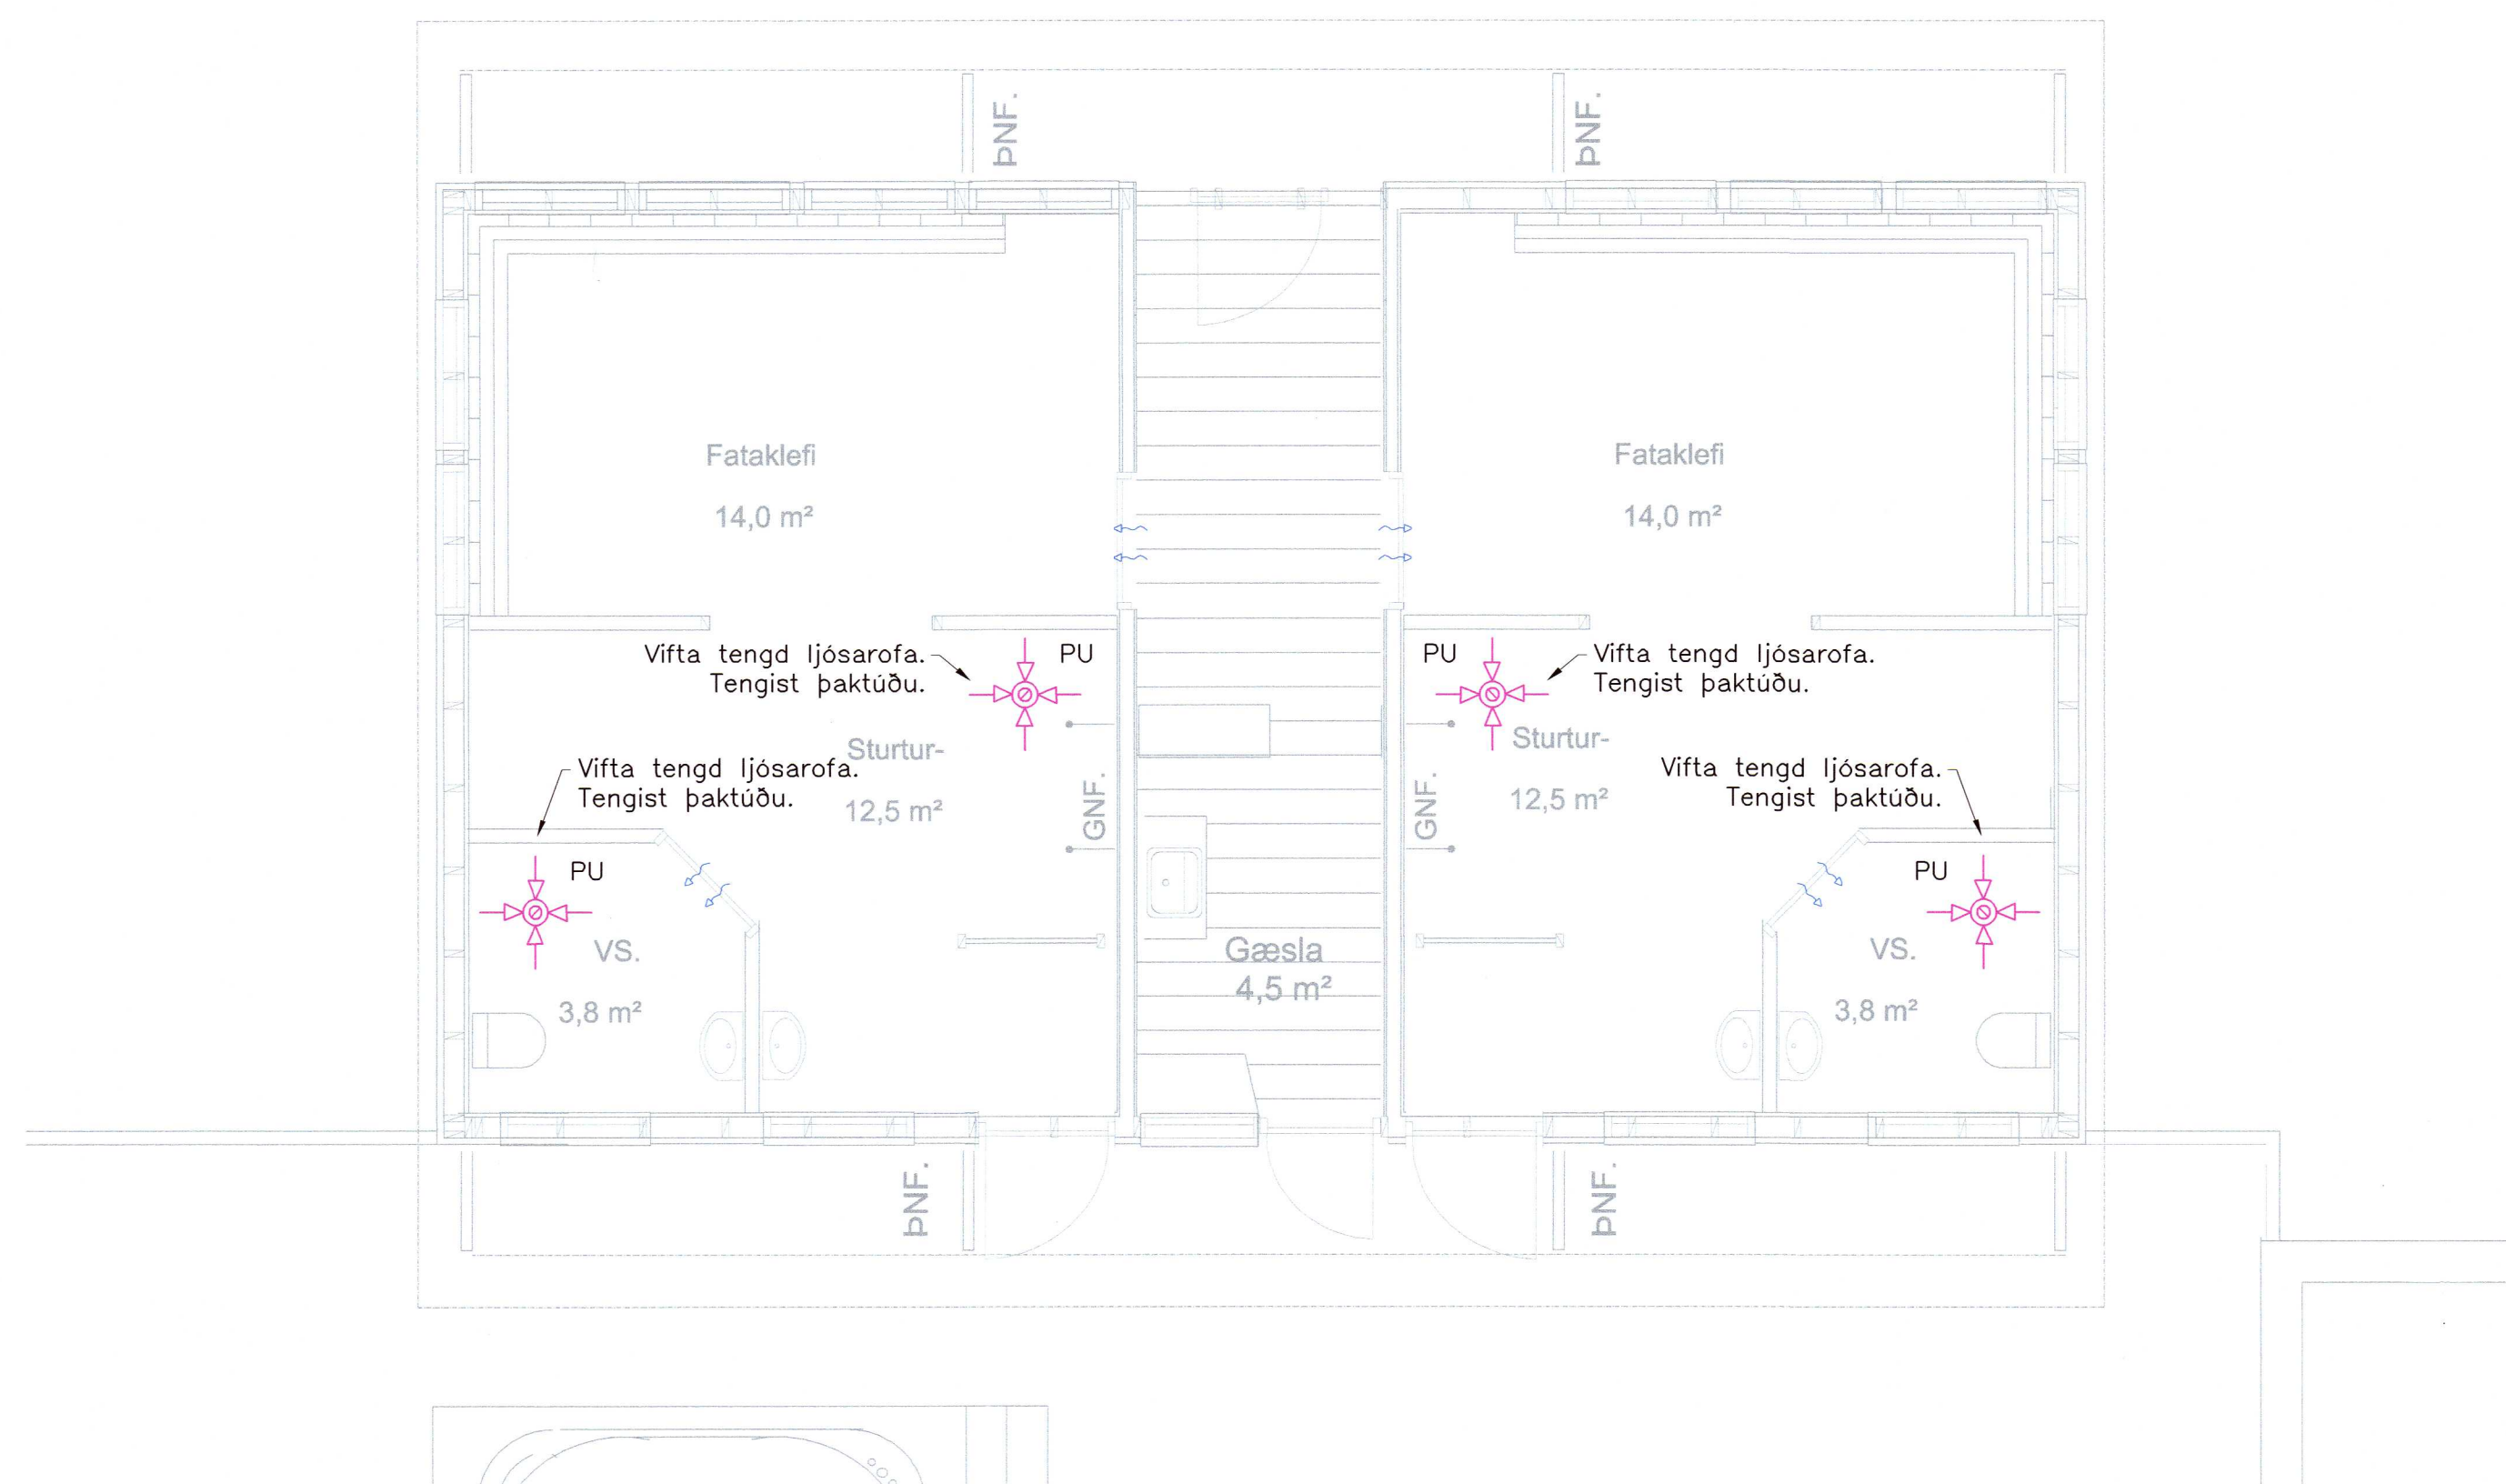 ÞNF.
ÞNF.
Fataklefi
14,0 m²
Fataklefi
14,0 m²
Vifta tengd ljósarofa.
Tengist þaktúðu.
PU
PU
Vifta tengd ljósarofa.
Tengist þaktúðu.
Sturtur-
12,5 m²
Sturtur-
12,5 m²
Vifta tengd ljósarofa.
Tengist þaktúðu.
GNF.
GNF.
Vifta tengd ljósarofa.
Tengist þaktúðu.
PU
PU
VS.
3,8 m²
Gæsla
4,5 m²
VS.
3,8 m²
ÞNF.
ÞNF.